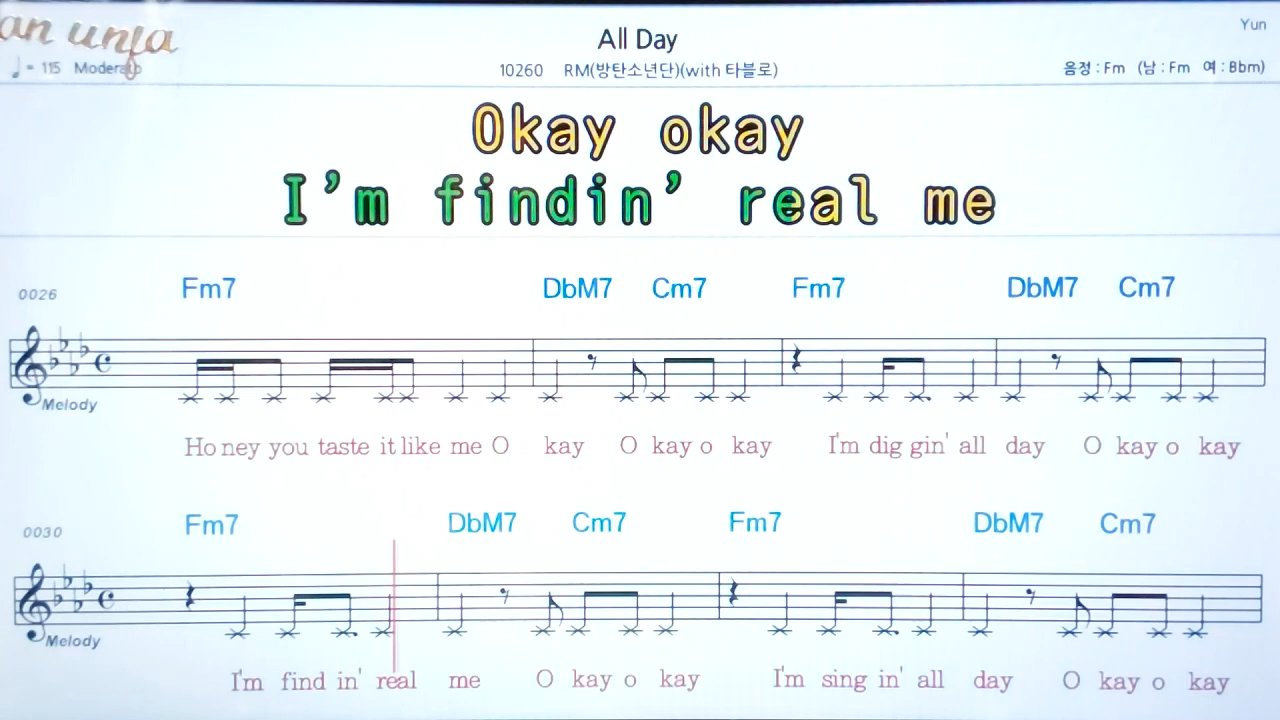 an unfa
All Day
Yun
♩= 115 Moderato
10260 RM(방탄소년단)(with 타블로)
음정 : Fm (남 : Fm 여 : Bbm)
Okay okay
I'm findin' real me
0026
Fm7 DbM7 Cm7 Fm7 DbM7 Cm7
Melody
Ho ney you taste it like me O kay O kay o kay I'm dig gin' all day O kay o kay
0030
Fm7 DbM7 Cm7 Fm7 DbM7 Cm7
Melody
I'm find in' real me O kay o kay I'm sing in' all day O kay o kay